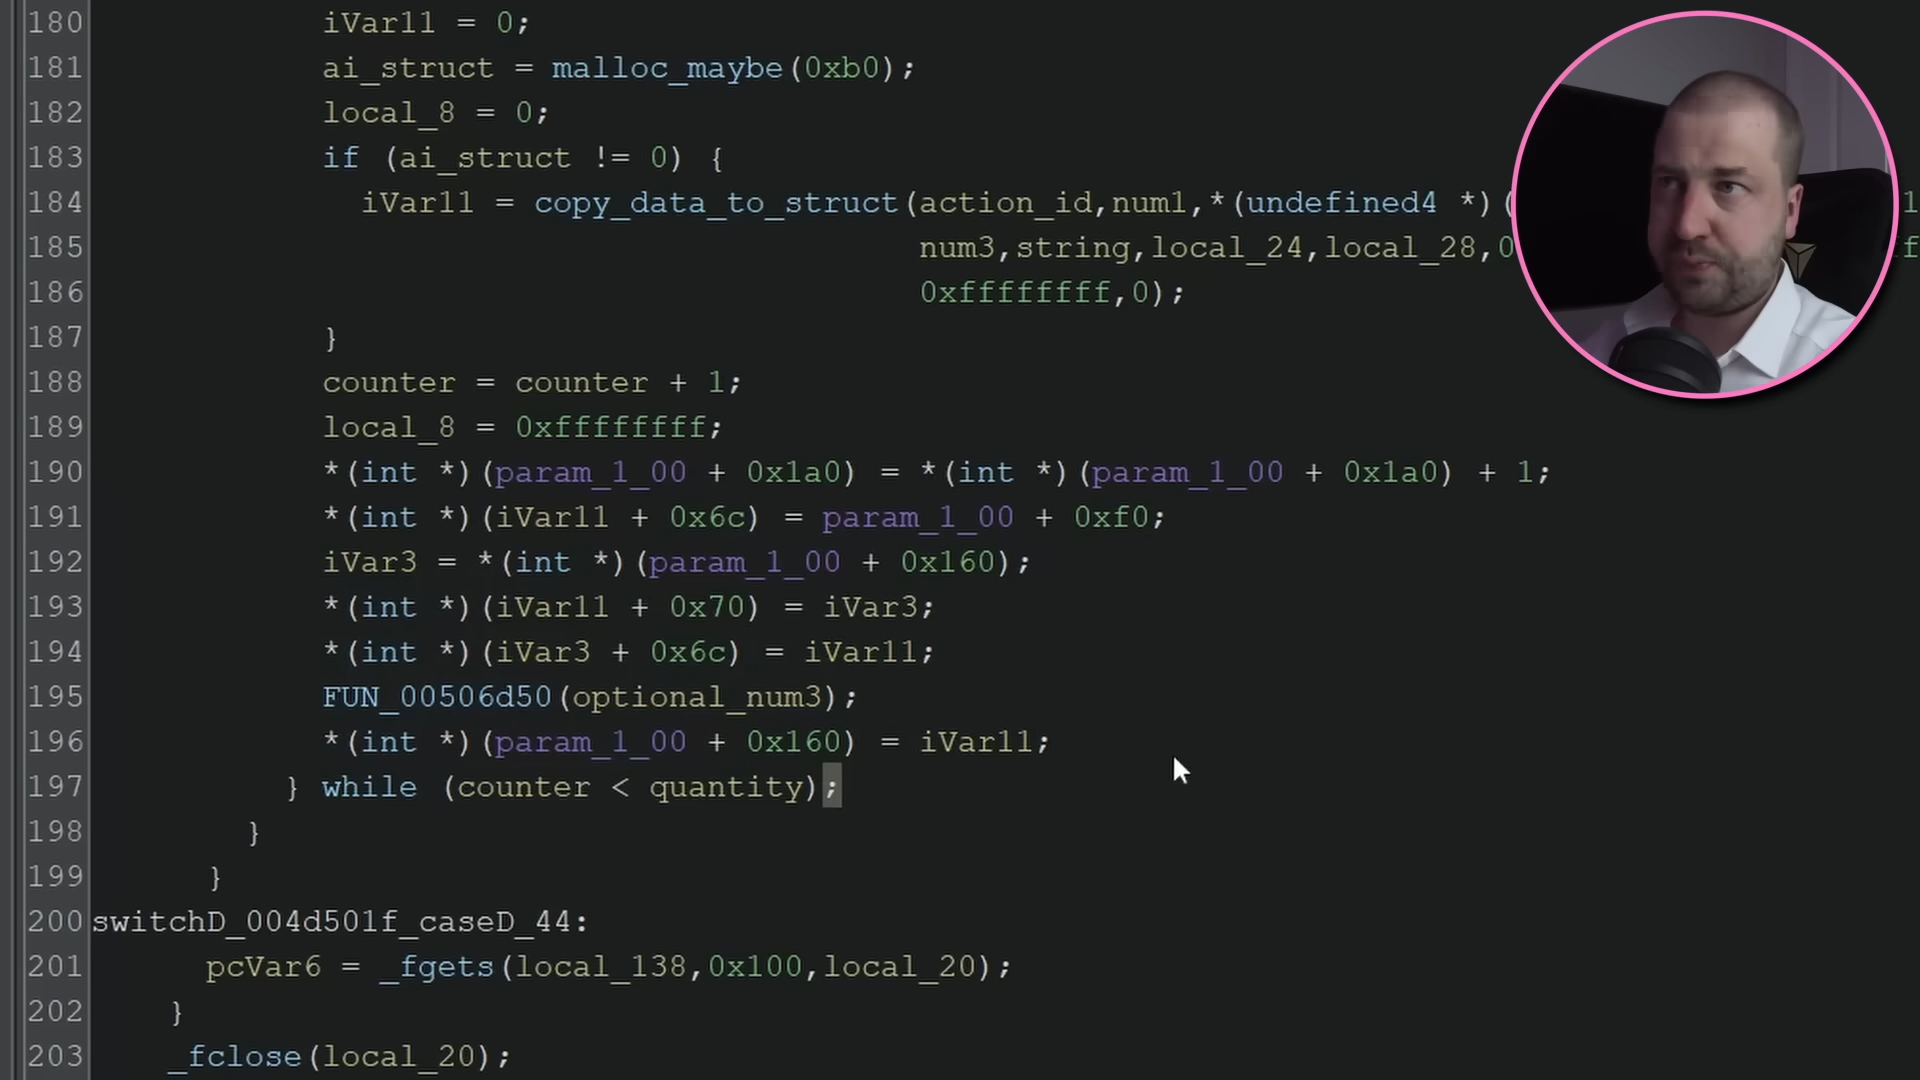 180 iVar11 = 0;
181 ai_struct = malloc_maybe(0xb0);
182 local_8 = 0;
183 if (ai_struct != 0) {
184 iVar11 = copy_data_to_struct(action_id,num1,*(undefined4 *)(
185 num3,string,local_24,local_28,0
186 0xffffffff,0);
187 }
188 counter = counter + 1;
189 local_8 = 0xffffffff;
190 *(int *)(param_1_00 + 0x1a0) = *(int *)(param_1_00 + 0x1a0) + 1;
191 *(int *)(iVar11 + 0x6c) = param_1_00 + 0xf0;
192 iVar3 = *(int *)(param_1_00 + 0x160);
193 *(int *)(iVar11 + 0x70) = iVar3;
194 *(int *)(iVar3 + 0x6c) = iVar11;
195 FUN_00506d50(optional_num3);
196 *(int *)(param_1_00 + 0x160) = iVar11;
197 } while (counter < quantity);
198 }
199 }
200 switchD_004d501f_caseD_44:
201 pcVar6 = _fgets(local_138,0x100,local_20);
202 }
203 _fclose(local_20);